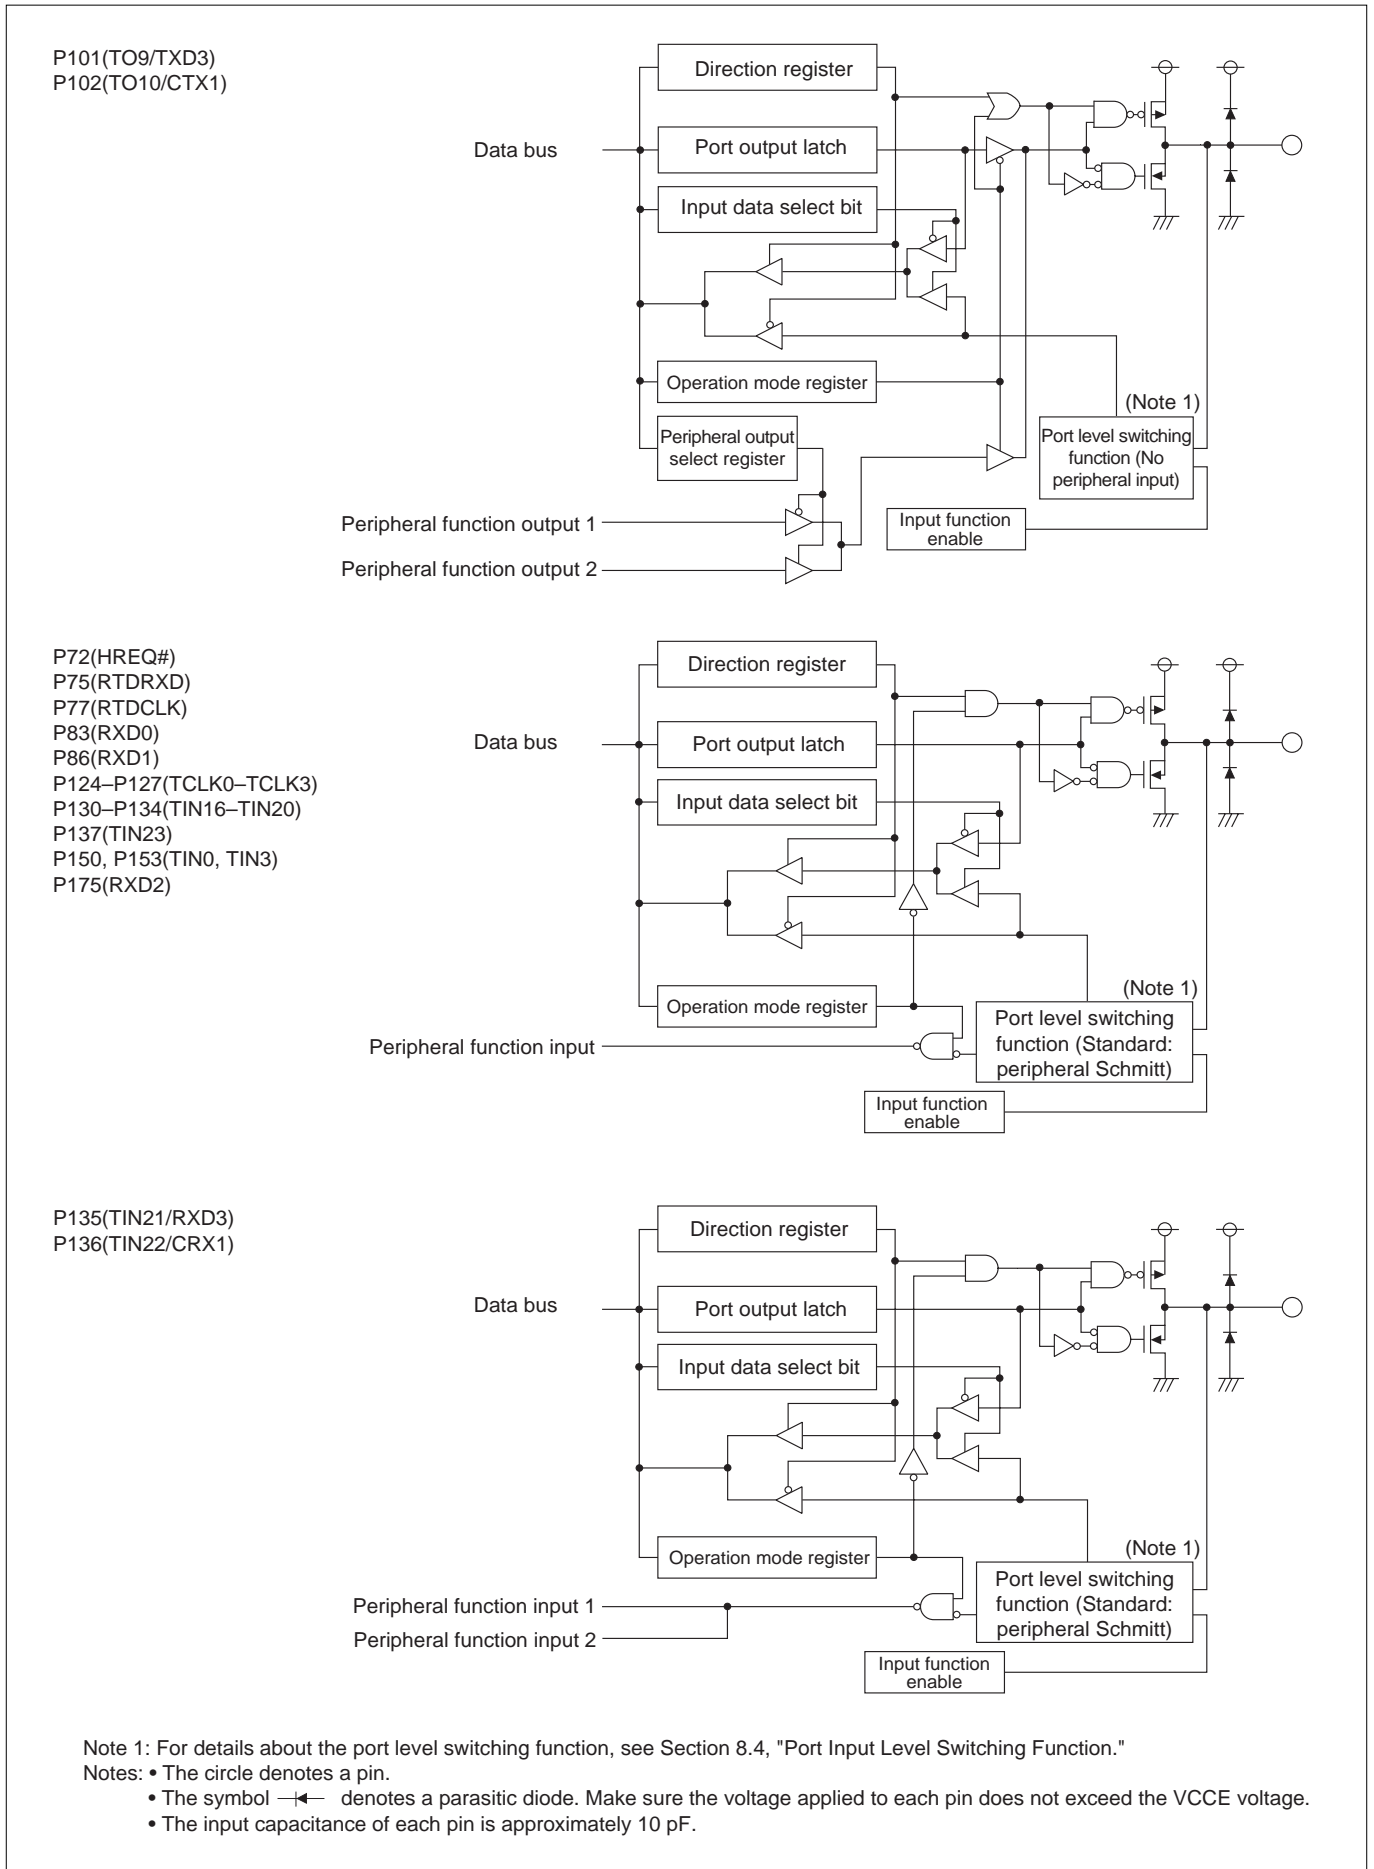 P101(TO9/TXD3)
P102(TO10/CTX1)
Direction register
Data bus
Port output latch
Input data select bit
Operation mode register
(Note 1)
Peripheral output
select register
Port level switching
function (No
peripheral input)
Peripheral function output 1
Input function
enable
Peripheral function output 2
P72(HREQ#)
P75(RTDRXD)
P77(RTDCLK)
P83(RXD0)
P86(RXD1)
P124–P127(TCLK0–TCLK3)
P130–P134(TIN16–TIN20)
P137(TIN23)
P150, P153(TIN0, TIN3)
P175(RXD2)
Direction register
Data bus
Port output latch
Input data select bit
(Note 1)
Operation mode register
Port level switching
function (Standard:
peripheral Schmitt)
Peripheral function input
Input function
enable
P135(TIN21/RXD3)
P136(TIN22/CRX1)
Direction register
Data bus
Port output latch
Input data select bit
(Note 1)
Operation mode register
Port level switching
function (Standard:
peripheral Schmitt)
Peripheral function input 1
Peripheral function input 2
Input function
enable
Note 1: For details about the port level switching function, see Section 8.4, "Port Input Level Switching Function."
Notes: • The circle denotes a pin.
• The symbol denotes a parasitic diode. Make sure the voltage applied to each pin does not exceed the VCCE voltage.
• The input capacitance of each pin is approximately 10 pF.